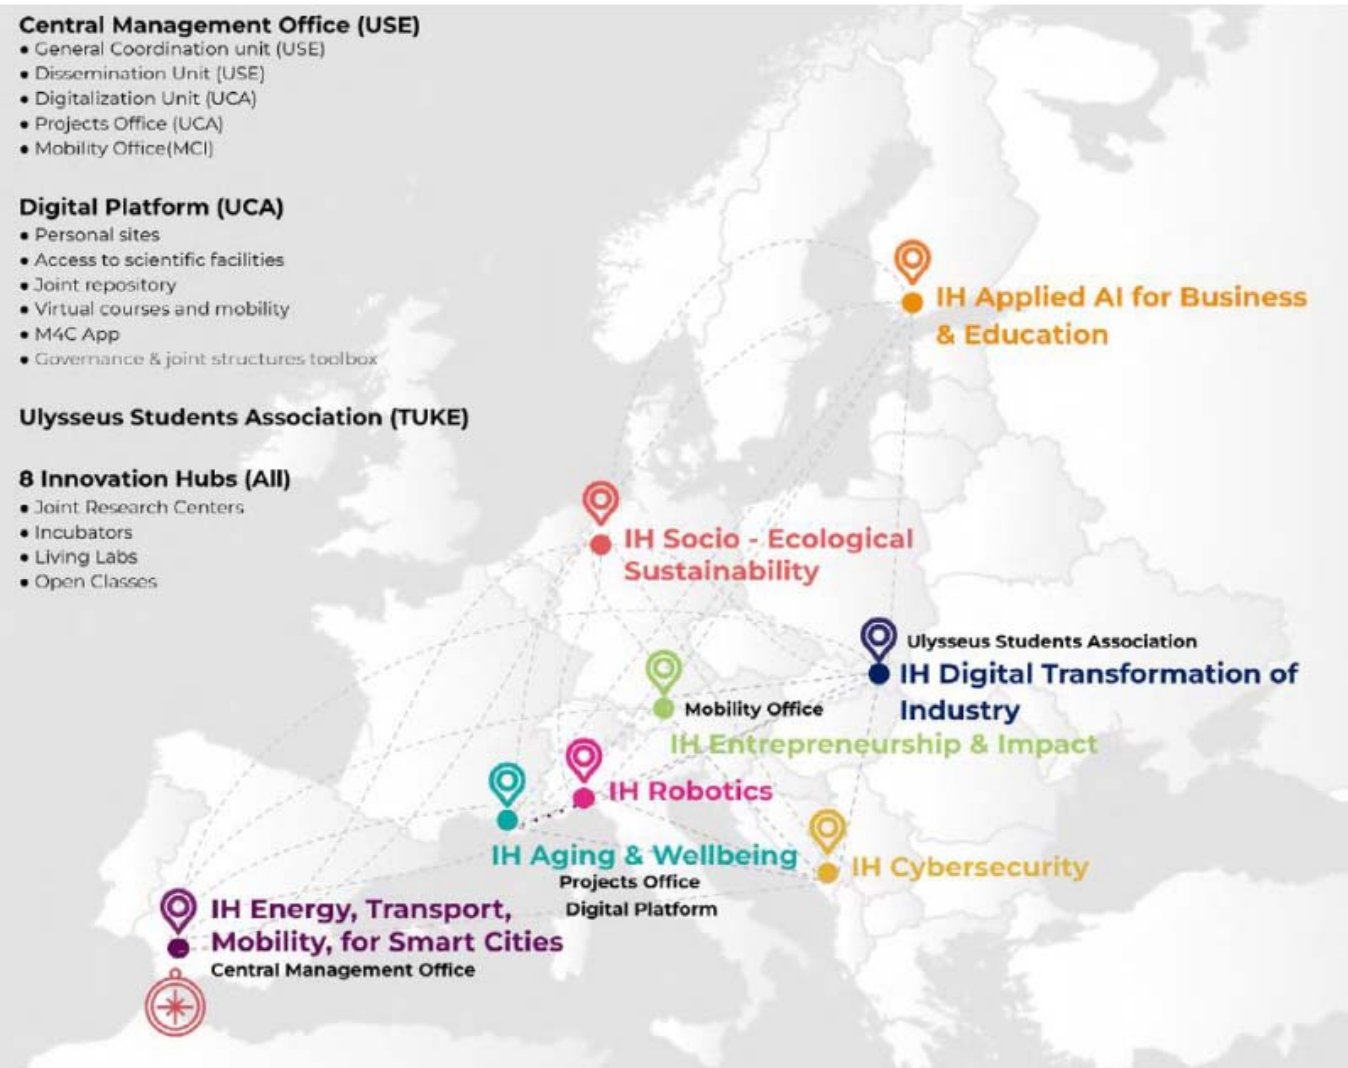 Central Management Office (USE)
• General Coordination unit (USE)
• Dissemination Unit (USE)
• Digitalization Unit (UCA)
• Projects Office (UCA)
• Mobility Office(MCI)
Digital Platform (UCA)
• Personal sites
• Access to scientific facilities
• Joint repository
• Virtual courses and mobility
• M4C App
• Governance & joint structures toolbox
Ulysseus Students Association (TUKE)
8 Innovation Hubs (All)
• Joint Research Centers
• Incubators
• Living Labs
• Open Classes
IH Applied AI for Business
& Education
IH Socio - Ecological
Sustainability
Ulysseus Students Association
IH Digital Transformation of
Industry
Mobility Office
IH Entrepreneurship & Impact
IH Robotics
IH Aging & Wellbeing
Projects Office
Digital Platform
IH Cybersecurity
IH Energy, Transport,
Mobility, for Smart Cities
Central Management Office